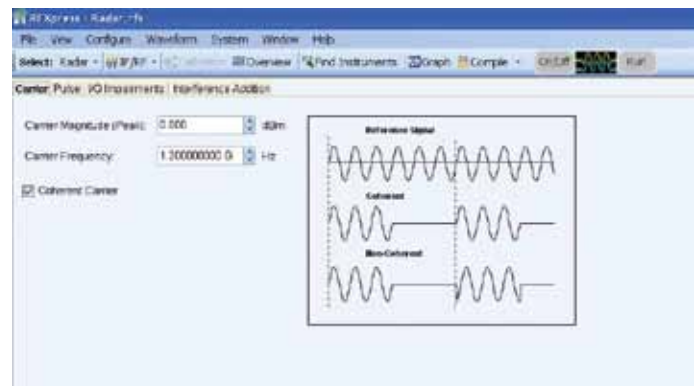 RFXpress - Radar.rfs
File View Configure Waveform System Window Help
Select: Radar IF/RF Overview Find Instruments Graph Compile On/Off Run
Carrier Pulse I/Q Impairments Interference Addition
Carrier Magnitude (Peak): 0.000 dBm
Reference Signal
Carrier Frequency: 1.200000000 G Hz
Coherent Carrier
Coherent
Non-Coherent